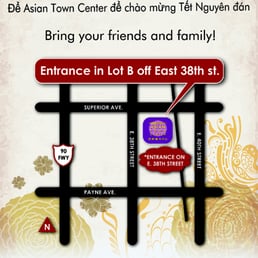 Để Asian Town Center để chào mừng Tết Nguyên đán
Bring your friends and family!
Entrance in Lot B off East 38th st.
SUPERIOR AVE.
90
FWY
E. 38TH STREET
E. 40TH STREET
*ENTRANCE ON
E. 38TH STREET
PAYNE AVE.
N